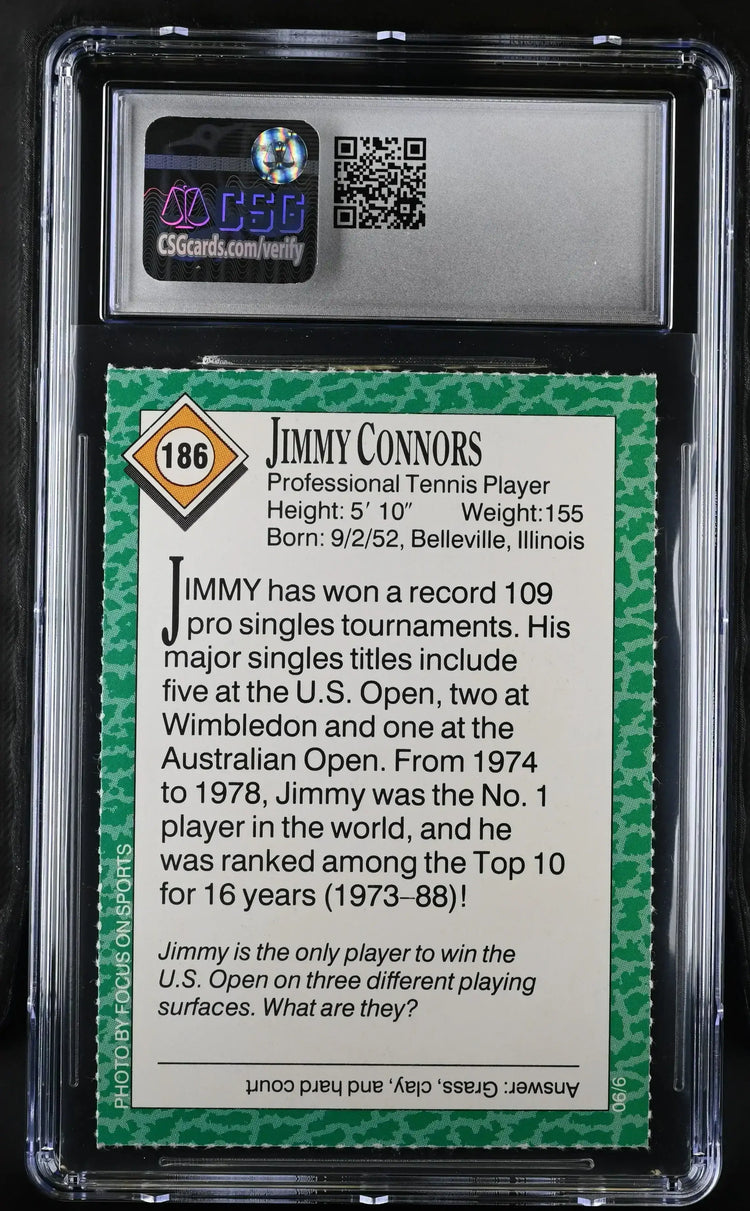 CSG
CSGcards.com/verify
186
JIMMY CONNORS
Professional Tennis Player
Height: 5′ 10″ Weight:155
Born: 9/2/52, Belleville, Illinois
JIMMY has won a record 109
pro singles tournaments. His
major singles titles include
five at the U.S. Open, two at
Wimbledon and one at the
Australian Open. From 1974
to 1978, Jimmy was the No. 1
player in the world, and he
was ranked among the Top 10
for 16 years (1973–88)!
Jimmy is the only player to win the
U.S. Open on three different playing
surfaces. What are they?
Answer: Grass, clay, and hard court
PHOTO BY FOCUS ON SPORTS
9/90